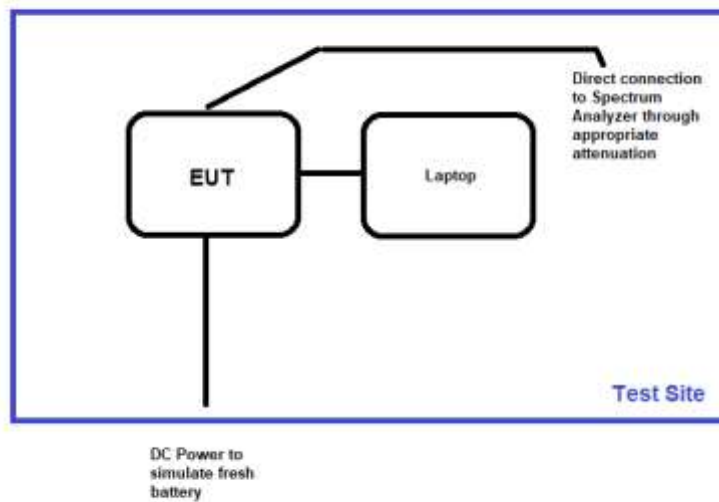 Direct connection
to Spectrum
Analyzer through
appropriate
attenuation
EUT
Laptop
Test Site
DC Power to
simulate fresh
battery